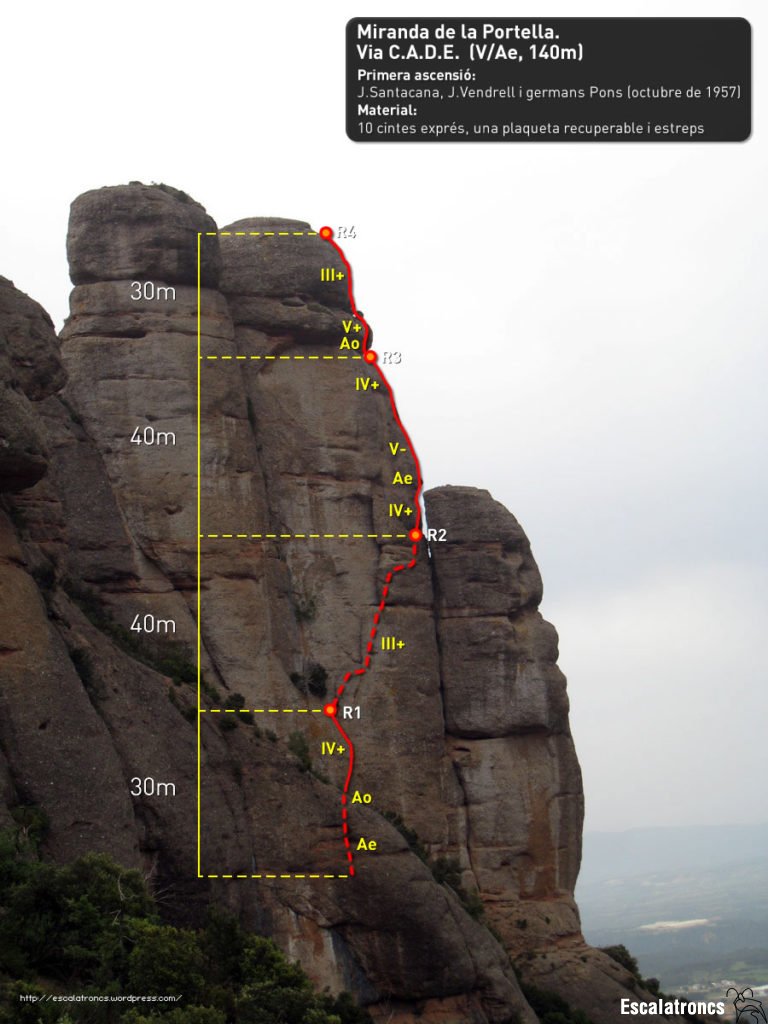 Miranda de la Portella.
Via C.A.D.E. (V/Ae, 140m)
Primera ascensió:
J.Santacana, J.Vendrell i germans Pons (octubre de 1957)
Material:
10 cintes exprés, una plaqueta recuperable i estreps
R4
III+
30m
V+
Ao
R3
IV+
40m
V-
Ae
IV+
R2
40m
III+
R1
IV+
30m
Ao
Ae
http://escalatroncs.wordpress.com/
Escalatroncs